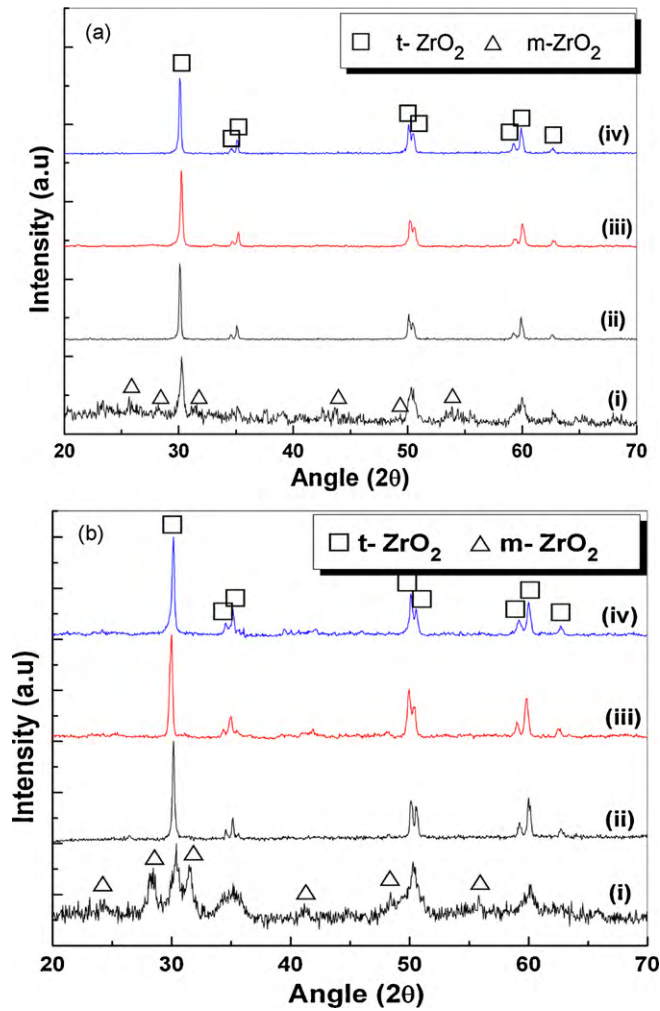 (a)
□ t- ZrO2 △ m-ZrO2
(iv)
(iii)
(ii)
(i)
Intensity (a.u)
20 30 40 50 60 70
Angle (2θ)
(b)
□ t- ZrO2 △ m- ZrO2
(iv)
(iii)
(ii)
(i)
Intensity (a.u)
20 30 40 50 60 70
Angle (2θ)